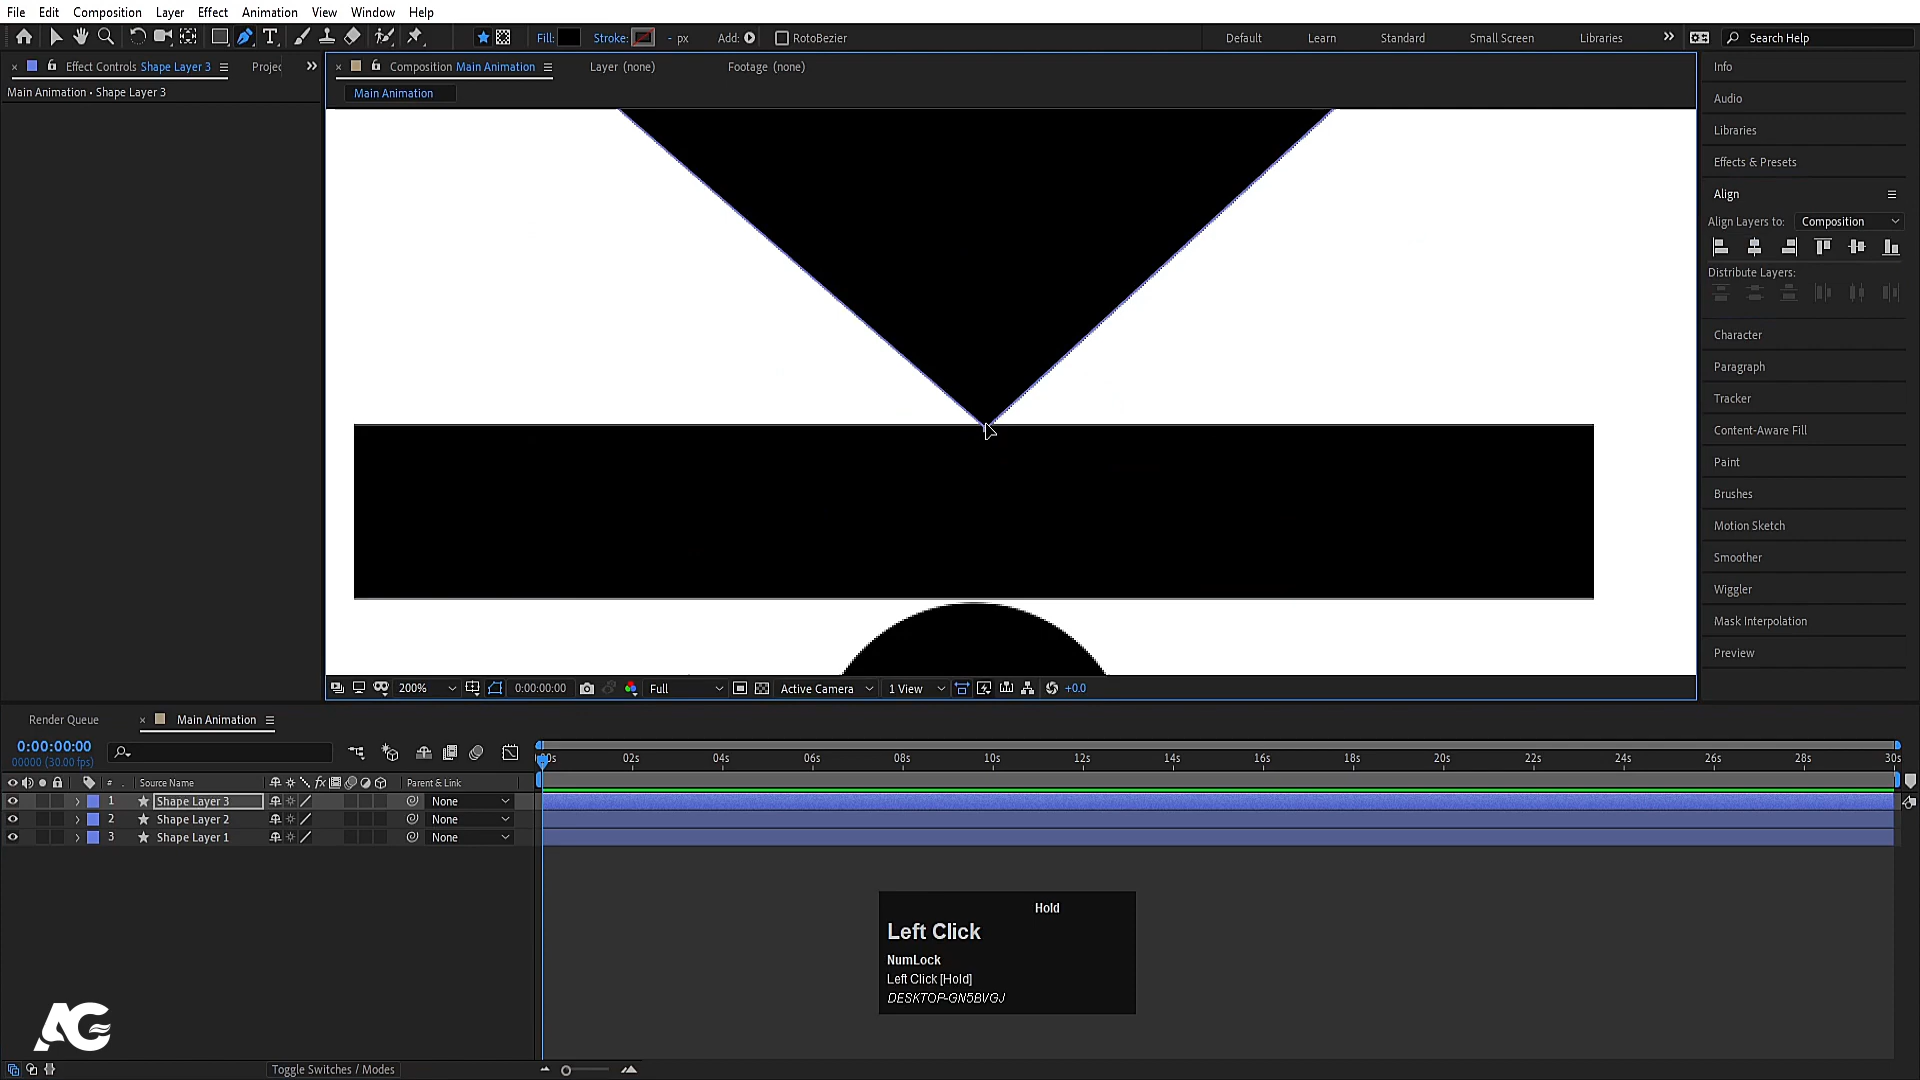 File Edit Composition Layer Effect Animation View Window Help
Fill: Stroke: - px Add: RotoBezier Default Learn Standard Small Screen Libraries Search Help
Effect Controls Shape Layer 3 Projec
Composition Main Animation Layer (none) Footage (none)
Main Animation • Shape Layer 3
Main Animation
Info
Audio
Libraries
Effects & Presets
Align
Align Layers to: Composition
Distribute Layers:
Character
Paragraph
Tracker
Content-Aware Fill
Paint
Brushes
Motion Sketch
Smoother
Wiggler
Mask Interpolation
Preview
200% 0:00:00:00 Full Active Camera 1 View +0.0
Render Queue Main Animation
0:00:00:00
00000 (30.00 fps)
02s 04s 06s 08s 10s 12s 14s 16s 18s 20s 22s 24s 26s 28s 30s
# Source Name fx Parent & Link
1 Shape Layer 3 None
2 Shape Layer 2 None
3 Shape Layer 1 None
Hold
Left Click
NumLock
Left Click [Hold]
DESKTOP-GN5BVGJ
AG
Toggle Switches / Modes